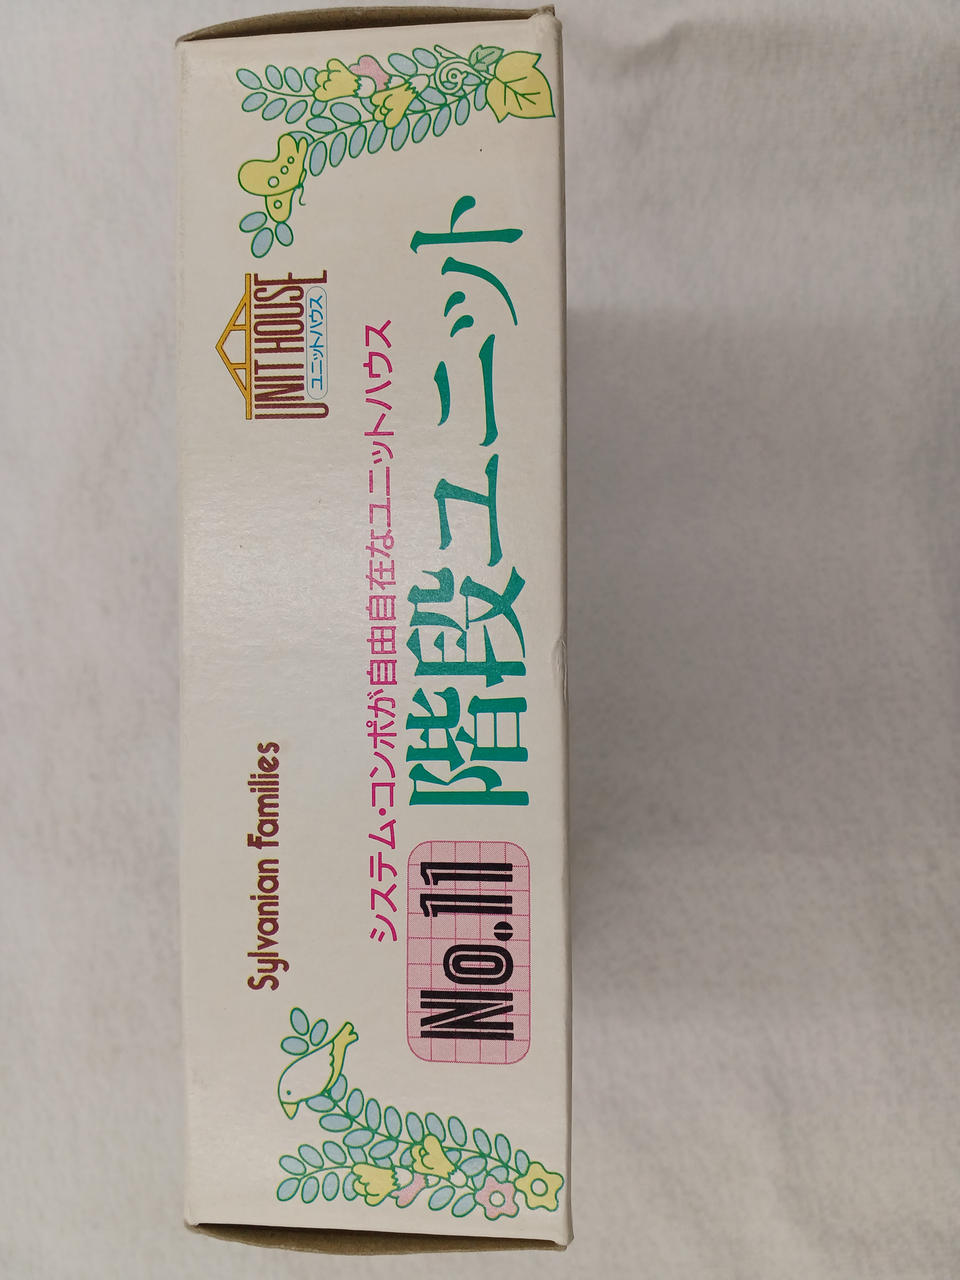 Sylvanian Families
UNIT HOUSE
ユニットハウス
システム・コンポが自由自在なユニットハウス
No.11 階段ユニット